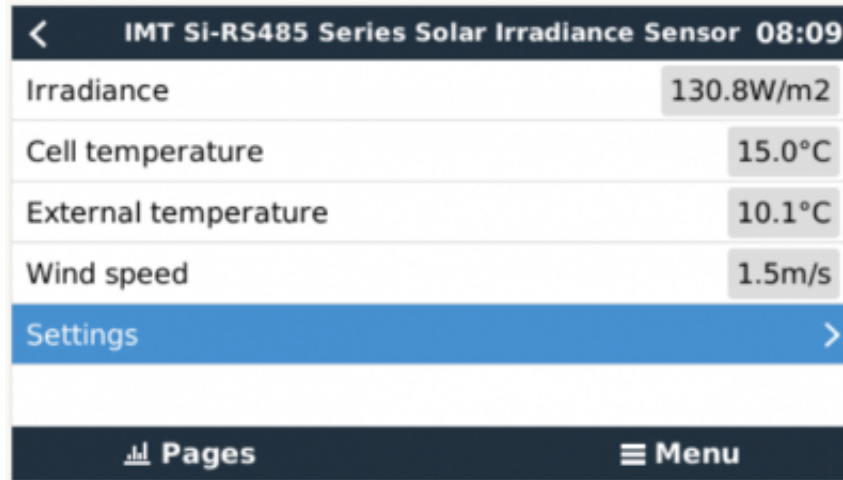 IMT Si-RS485 Series Solar Irradiance Sensor 08:09
Irradiance 130.8W/m2
Cell temperature 15.0°C
External temperature 10.1°C
Wind speed 1.5m/s
Settings
Pages Menu